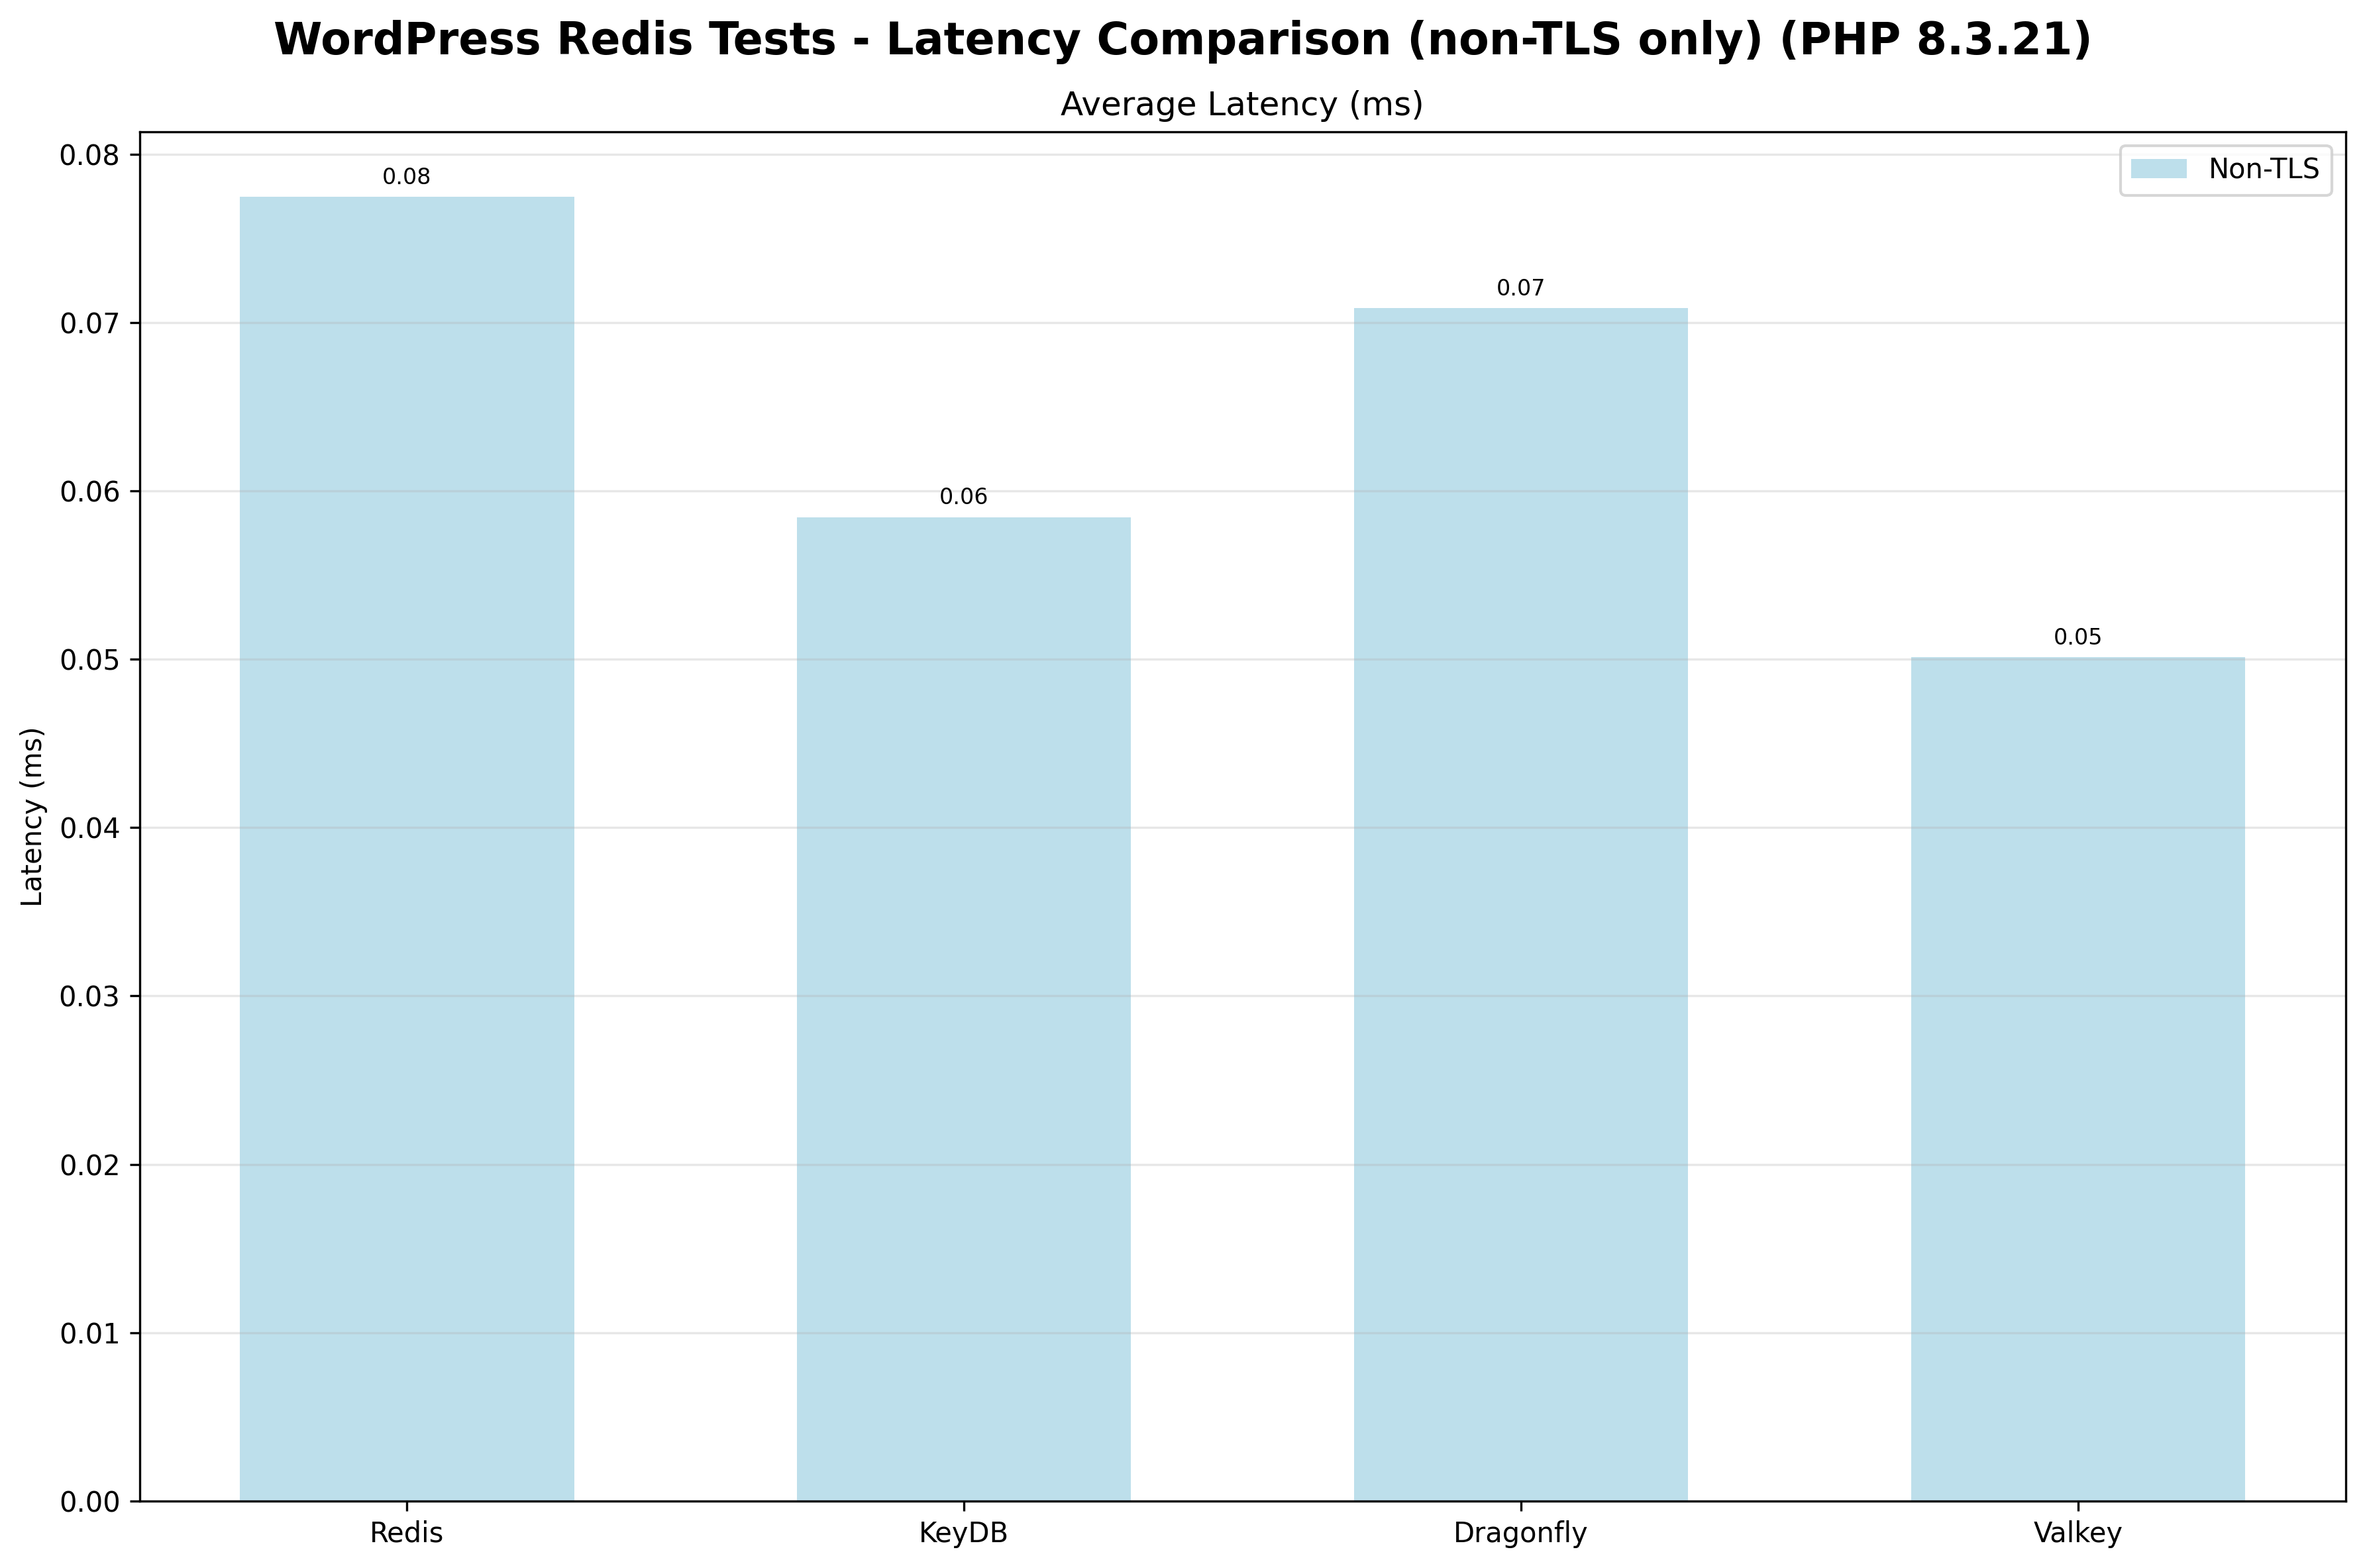 WordPress Redis Tests - Latency Comparison (non-TLS only) (PHP 8.3.21)
Average Latency (ms)
Non-TLS
0.08
0.07
0.06
0.05
0.04
0.03
0.02
0.01
0.00
Latency (ms)
0.08
0.06
0.07
0.05
Redis
KeyDB
Dragonfly
Valkey